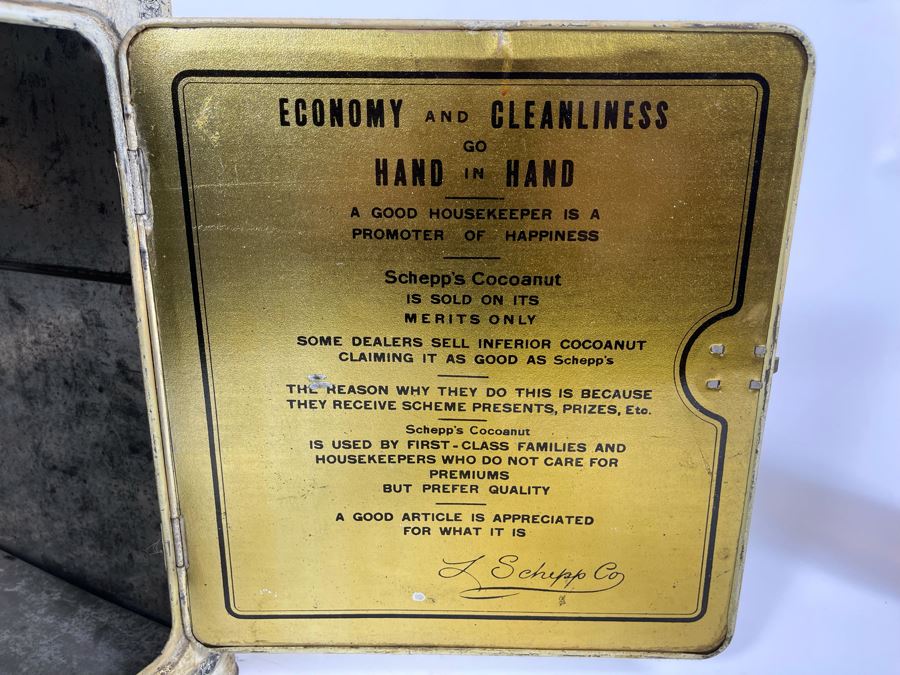 ECONOMY AND CLEANLINESS
GO
HAND IN HAND
A GOOD HOUSEKEEPER IS A
PROMOTER OF HAPPINESS
Schepp's Cocoanut
IS SOLD ON ITS
MERITS ONLY
SOME DEALERS SELL INFERIOR COCOANUT
CLAIMING IT AS GOOD AS Schepp's
THE REASON WHY THEY DO THIS IS BECAUSE
THEY RECEIVE SCHEME PRESENTS, PRIZES, Etc.
Schepp's Cocoanut
IS USED BY FIRST-CLASS FAMILIES AND
HOUSEKEEPERS WHO DO NOT CARE FOR
PREMIUMS
BUT PREFER QUALITY
A GOOD ARTICLE IS APPRECIATED
FOR WHAT IT IS
L Schepp Co